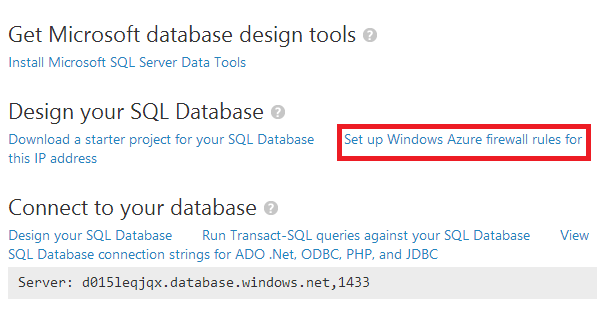 Get Microsoft database design tools ?
Install Microsoft SQL Server Data Tools
Design your SQL Database ?
Download a starter project for your SQL Database Set up Windows Azure firewall rules for
this IP address
Connect to your database ?
Design your SQL Database Run Transact-SQL queries against your SQL Database View
SQL Database connection strings for ADO .Net, ODBC, PHP, and JDBC
Server: d015leqjqx.database.windows.net,1433